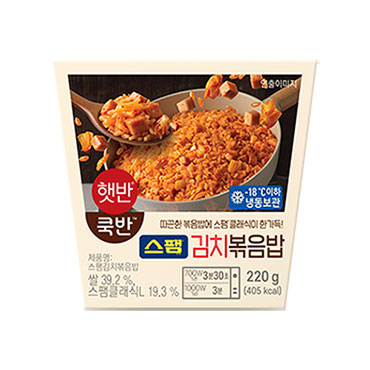 연출이미지
햇반
쿡반™
-18℃이하
냉동보관
따끈한 볶음밥에 스팸 클래식이 한가득!
스팸 김치볶음밥
제품명:
스팸김치볶음밥
쌀 39.2 %,
스팸클래식L 19.3 %
700W 3분30초
1000W 3분
220 g
(405 kcal)